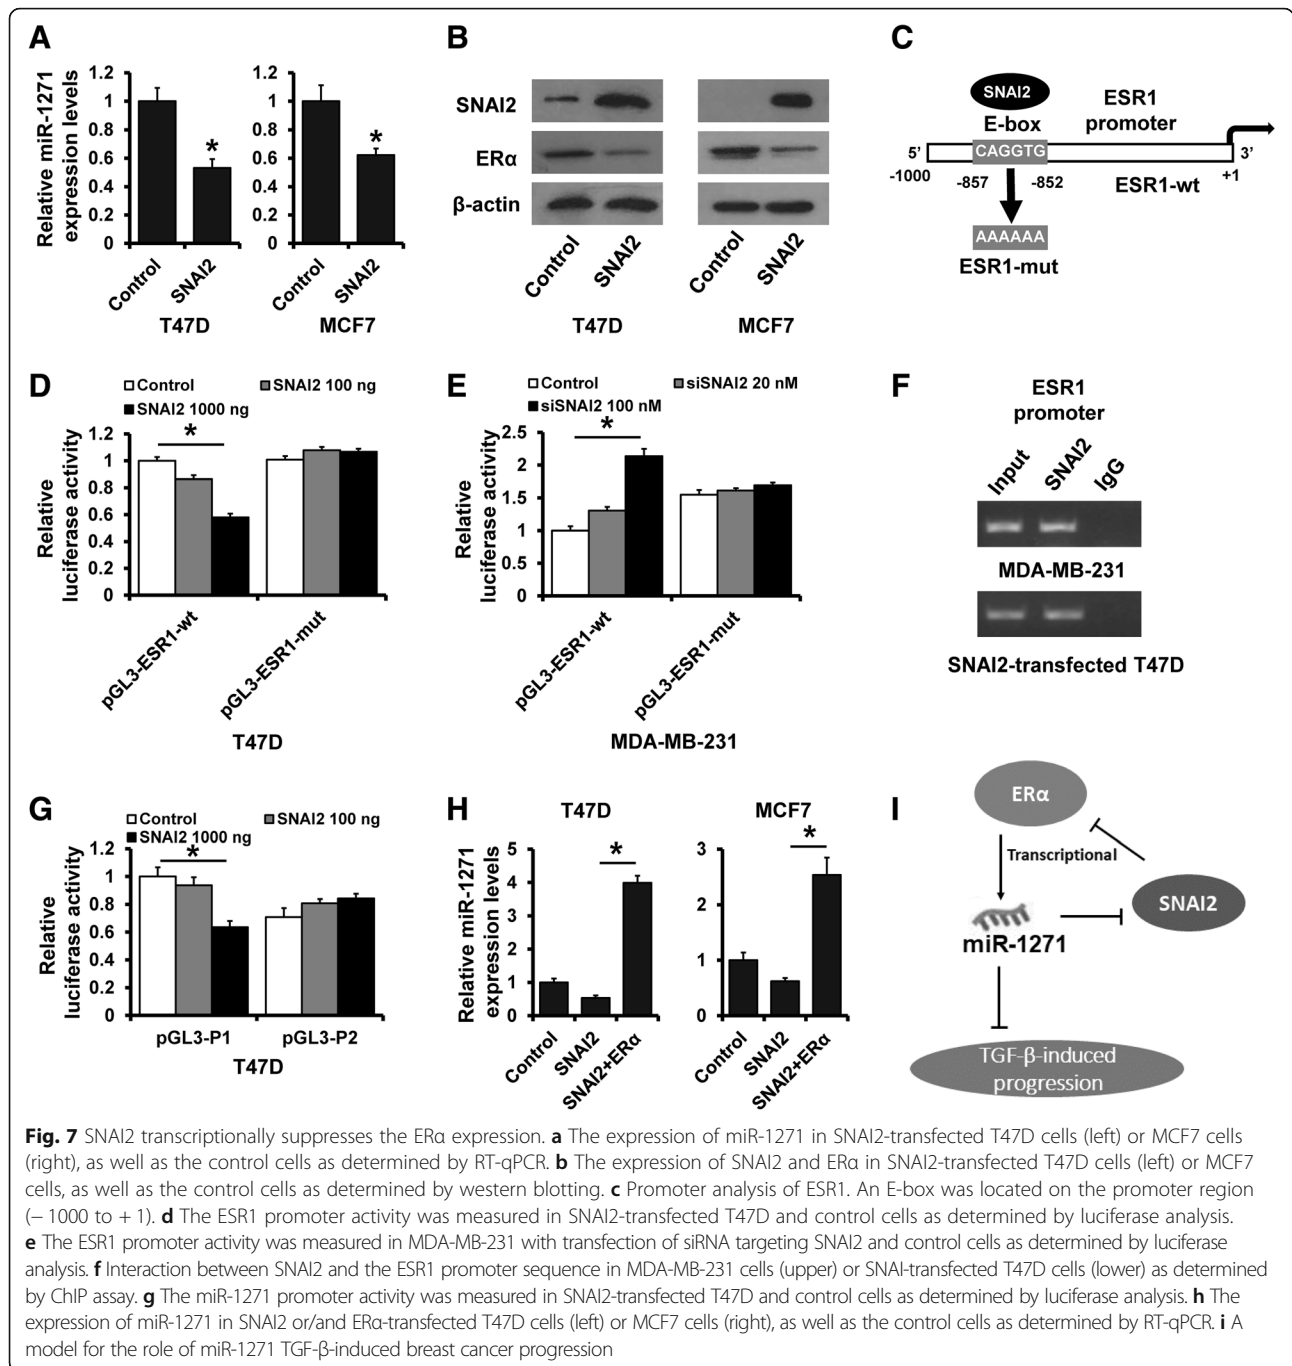 A
Relative miR-1271
expression levels
1.2
1
0.8
0.6
0.4
0.2
0
*
Control
SNAI2
T47D
1.2
1
0.8
0.6
0.4
0.2
0
*
Control
SNAI2
MCF7
B
SNAI2
ERα
β-actin
Control
SNAI2
T47D
Control
SNAI2
MCF7
C
SNAI2
E-box
ESR1
promoter
5’
CAGGTG
3’
-1000
-857
-852
ESR1-wt
+1
AAAAAA
ESR1-mut
D
Control
SNAI2 100 ng
SNAI2 1000 ng
Relative
luciferase activity
1.2
1
0.8
0.6
0.4
0.2
0
*
pGL3-ESR1-wt
pGL3-ESR1-mut
T47D
E
Control
siSNAI2 20 nM
siSNAI2 100 nM
Relative
luciferase activity
2.5
2
1.5
1
0.5
0
*
pGL3-ESR1-wt
pGL3-ESR1-mut
MDA-MB-231
F
ESR1
promoter
Input
SNAI2
IgG
MDA-MB-231
SNAI2-transfected T47D
G
Control
SNAI2 100 ng
SNAI2 1000 ng
Relative
luciferase activity
1.2
1
0.8
0.6
0.4
0.2
0
*
pGL3-P1
pGL3-P2
T47D
H
Relative miR-1271
expression levels
T47D
5
4
3
2
1
0
*
Control
SNAI2
SNAI2+ERα
MCF7
3
2
1
0
*
Control
SNAI2
SNAI2+ERα
I
ERα
Transcriptional
SNAI2
miR-1271
TGF-β-induced
progression
Fig. 7 SNAI2 transcriptionally suppresses the ERα expression. a The expression of miR-1271 in SNAI2-transfected T47D cells (left) or MCF7 cells
(right), as well as the control cells as determined by RT-qPCR. b The expression of SNAI2 and ERα in SNAI2-transfected T47D cells (left) or MCF7
cells, as well as the control cells as determined by western blotting. c Promoter analysis of ESR1. An E-box was located on the promoter region
(− 1000 to + 1). d The ESR1 promoter activity was measured in SNAI2-transfected T47D and control cells as determined by luciferase analysis.
e The ESR1 promoter activity was measured in MDA-MB-231 with transfection of siRNA targeting SNAI2 and control cells as determined by luciferase
analysis. f Interaction between SNAI2 and the ESR1 promoter sequence in MDA-MB-231 cells (upper) or SNAI-transfected T47D cells (lower) as determined
by ChIP assay. g The miR-1271 promoter activity was measured in SNAI2-transfected T47D and control cells as determined by luciferase analysis. h The
expression of miR-1271 in SNAI2 or/and ERα-transfected T47D cells (left) or MCF7 cells (right), as well as the control cells as determined by RT-qPCR. i A
model for the role of miR-1271 TGF-β-induced breast cancer progression